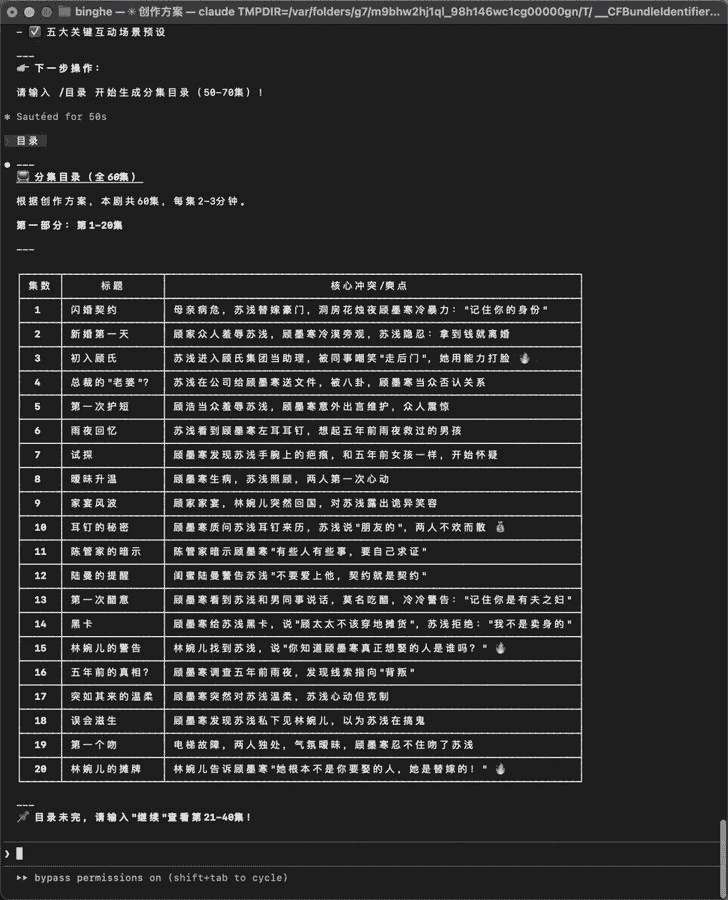 binghe — ✳ 创作方案 — claude TMPDIR=/var/folders/g7/m9bhw2hj1ql_98h146wc1cg00000gn/T/ __CFBundleIdentifier...
- ✅ 五大关键互动场景预设
---
👉 下一步操作：
请输入 /目录 开始生成分集目录（50-70集）！
✻ Sautéed for 50s
❯ 目录
● ---
分集目录（全60集）
根据创作方案，本剧共60集，每集2-3分钟。
第一部分：第1-20集
---
集数 标题 核心冲突/爽点
1 闪婚契约 母亲病危，苏浅替嫁豪门，洞房花烛夜顾墨寒冷暴力："记住你的身份"
2 新婚第一天 顾家众人羞辱苏浅，顾墨寒冷漠旁观，苏浅隐忍：拿到钱就离婚
3 初入顾氏 苏浅进入顾氏集团当助理，被同事嘲笑"走后门"，她用能力打脸 🔥
4 总裁的"老婆"? 苏浅在公司给顾墨寒送文件，被八卦，顾墨寒当众否认关系
5 第一次护短 顾浩当众羞辱苏浅，顾墨寒意外出言维护，众人震惊
6 雨夜回忆 苏浅看到顾墨寒左耳耳钉，想起五年前雨夜救过的男孩
7 试探 顾墨寒发现苏浅手腕上的疤痕，和五年前女孩一样，开始怀疑
8 暧昧升温 顾墨寒生病，苏浅照顾，两人第一次心动
9 家宴风波 顾家家宴，林婉儿突然回国，对苏浅露出诡异笑容
10 耳钉的秘密 顾墨寒质问苏浅耳钉来历，苏浅说"朋友的"，两人不欢而散 💰
11 陈管家的暗示 陈管家暗示顾墨寒"有些人有些事，要自己求证"
12 陆曼的提醒 闺蜜陆曼警告苏浅"不要爱上他，契约就是契约"
13 第一次醋意 顾墨寒看到苏浅和男同事说话，莫名吃醋，冷冷警告："记住你是有夫之妇"
14 黑卡 顾墨寒给苏浅黑卡，说"顾太太不该穿地摊货"，苏浅拒绝："我不是卖身的"
15 林婉儿的警告 林婉儿找到苏浅，说"你知道顾墨寒真正想娶的人是谁吗？" 🔥
16 五年前的真相? 顾墨寒调查五年前雨夜，发现线索指向"背叛"
17 突如其来的温柔 顾墨寒突然对苏浅温柔，苏浅心动但克制
18 误会滋生 顾墨寒发现苏浅私下见林婉儿，以为苏浅在搞鬼
19 第一个吻 电梯故障，两人独处，气氛暧昧，顾墨寒忍不住吻了苏浅
20 林婉儿的摊牌 林婉儿告诉顾墨寒"她根本不是你要娶的人，她是替嫁的！" 🔥
---
📌 目录未完，请输入"继续"查看第21-40集！
❯
▸▸ bypass permissions on (shift+tab to cycle)